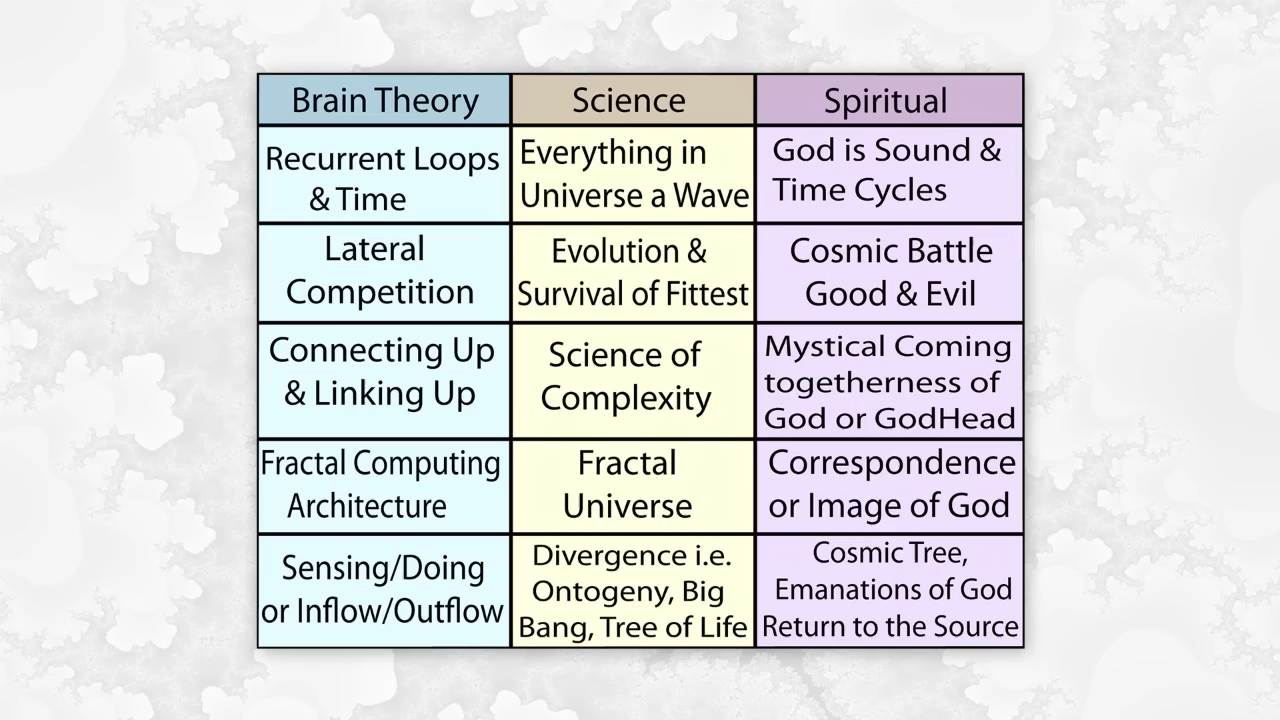 Brain Theory
Science
Spiritual
Recurrent Loops
& Time
Everything in
Universe a Wave
God is Sound &
Time Cycles
Lateral
Competition
Evolution &
Survival of Fittest
Cosmic Battle
Good & Evil
Connecting Up
& Linking Up
Science of
Complexity
Mystical Coming
togetherness of
God or GodHead
Fractal Computing
Architecture
Fractal
Universe
Correspondence
or Image of God
Sensing/Doing
or Inflow/Outflow
Divergence i.e.
Ontogeny, Big
Bang, Tree of Life
Cosmic Tree,
Emanations of God
Return to the Source